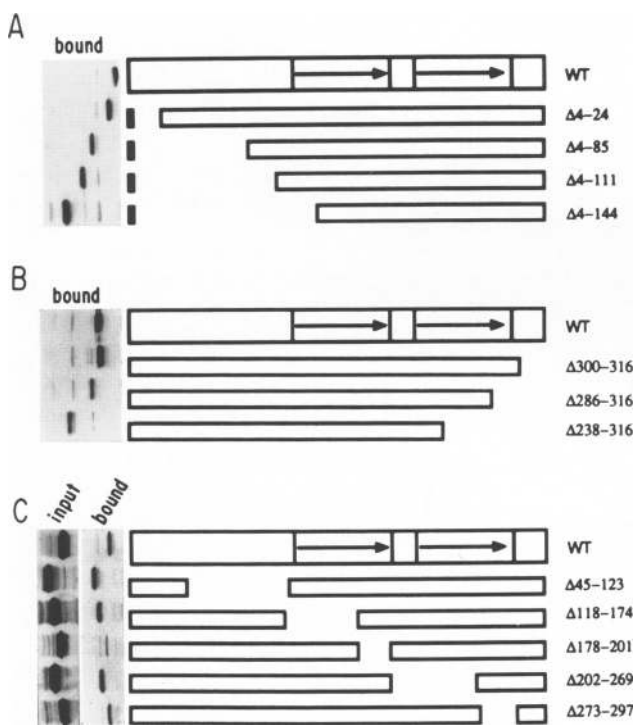 A
bound
WT
Δ4-24
Δ4-85
Δ4-111
Δ4-144
B
bound
WT
Δ300-316
Δ286-316
Δ238-316
C
input
bound
WT
Δ45-123
Δ118-174
Δ178-201
Δ202-269
Δ273-297